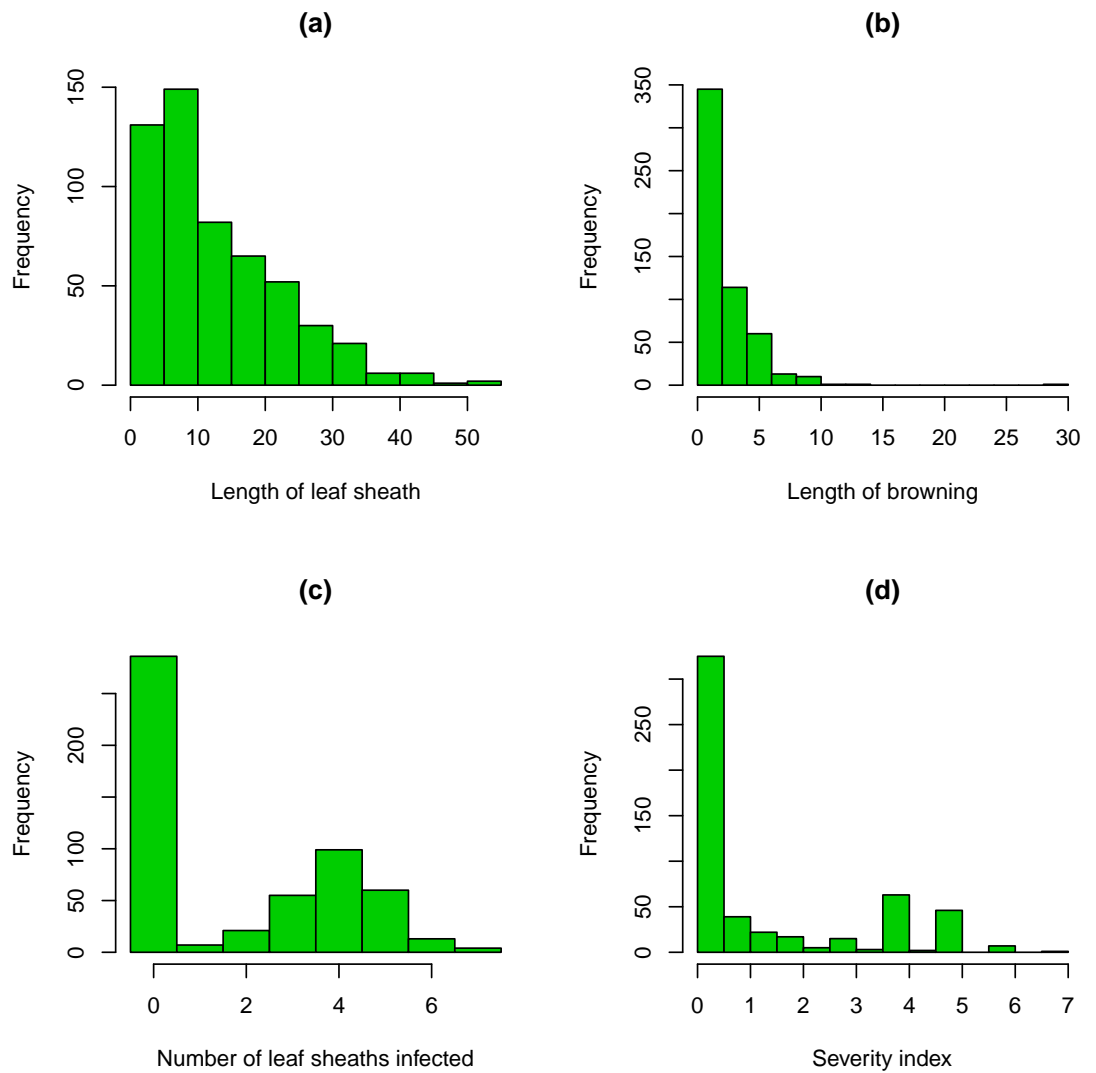 (a)
Frequency
0 50 100 150
0 10 20 30 40 50
Length of leaf sheath
(b)
Frequency
0 50 150 250 350
0 5 10 15 20 25 30
Length of browning
(c)
Frequency
0 50 100 200
0 2 4 6
Number of leaf sheaths infected
(d)
Frequency
0 50 150 250
0 1 2 3 4 5 6 7
Severity index